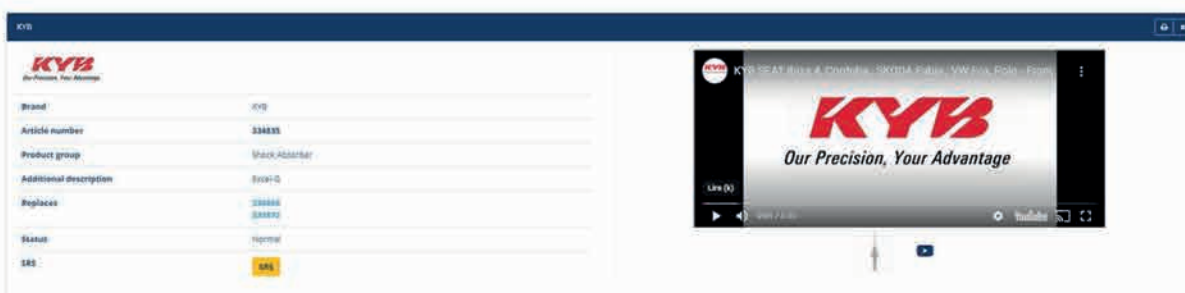 KYB
KYB
Our Precision, Your Advantage
Brand KYB
Article number 334835
Product group Shock Absorber
Additional description Excel-G
Replaces
Status Normal
SRS SRS
KYB SEAT Ibiza 4, Cordoba, SKODA Fabia, VW Fox, Polo - Front
KYB
Our Precision, Your Advantage
Lire (k)
YouTube